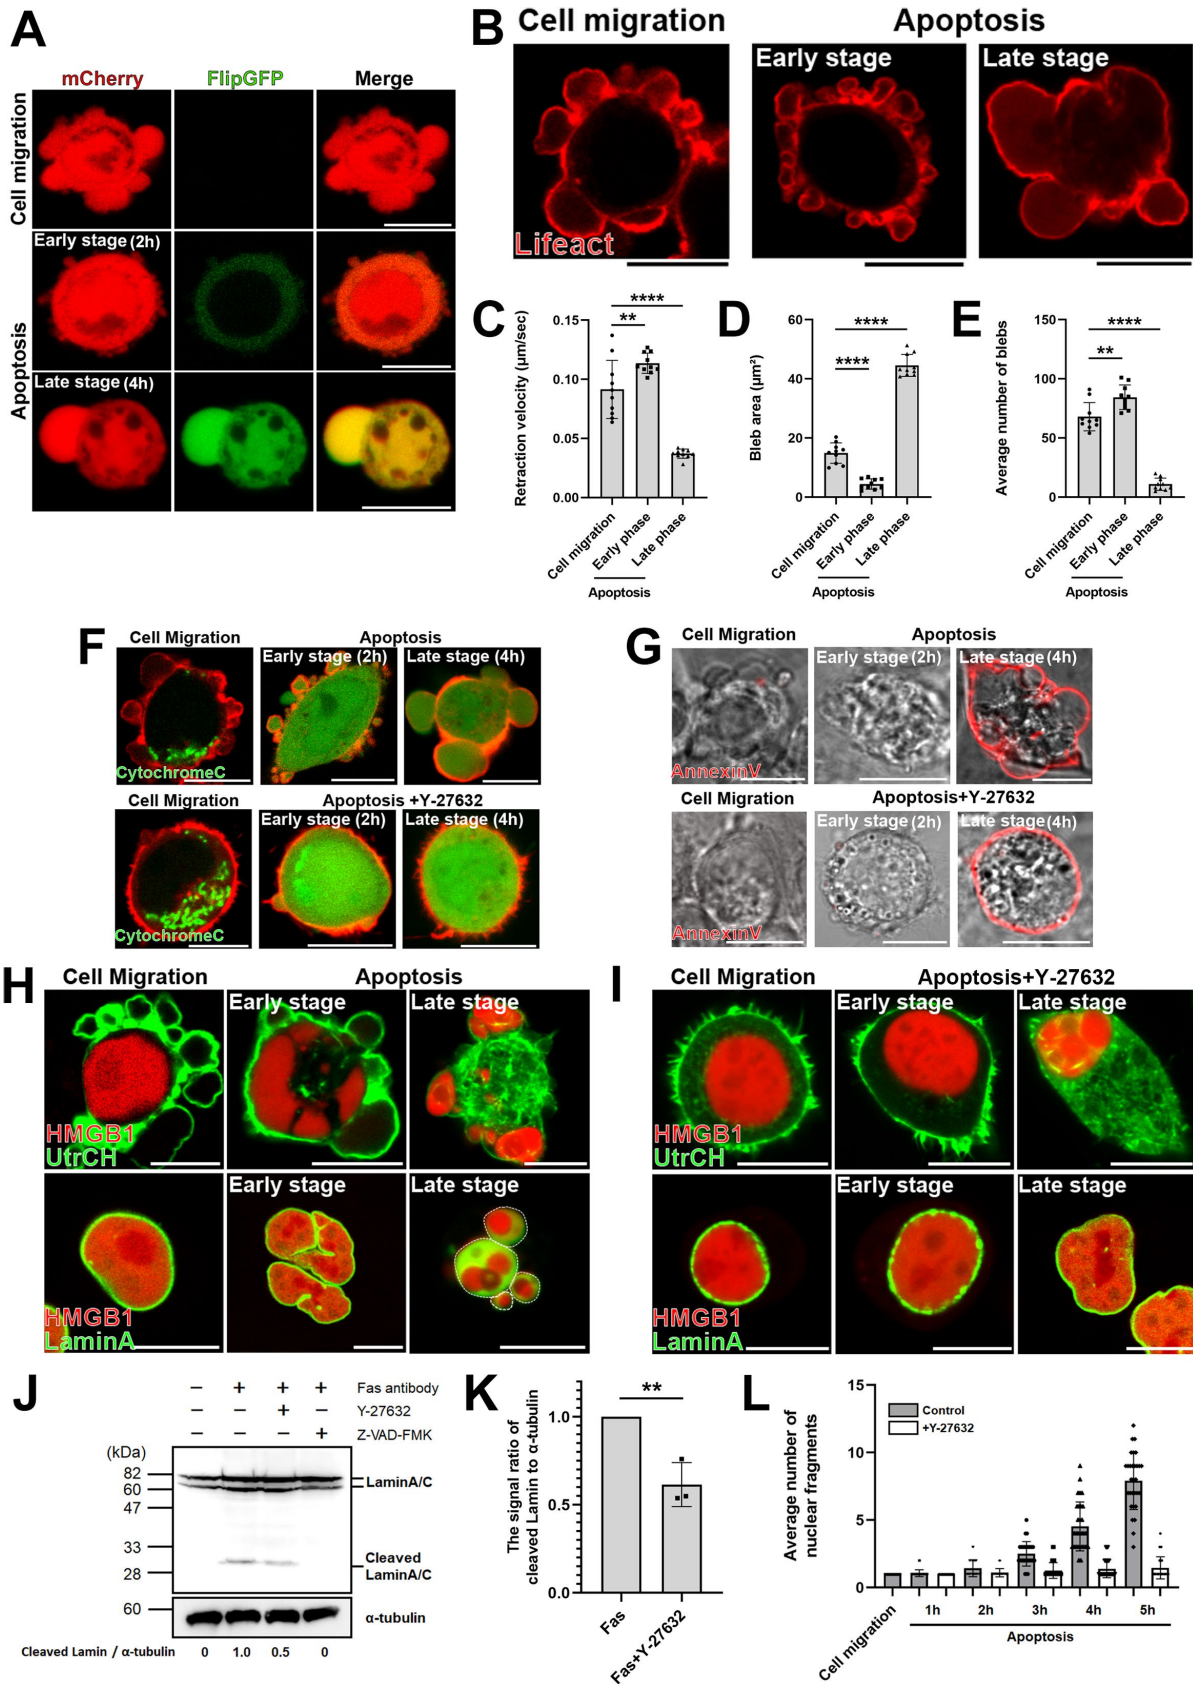 A
mCherry
FlipGFP
Merge
Cell migration
Apoptosis
Early stage (2h)
Late stage (4h)
B
Cell migration
Apoptosis
Early stage
Late stage
Lifeact
C
Retraction velocity (μm/sec)
0.15
0.10
0.05
0.00
****
**
Cell migration
Early phase
Late phase
Apoptosis
D
Bleb area (μm²)
60
40
20
0
****
****
Cell migration
Early phase
Late phase
Apoptosis
E
Average number of blebs
150
100
50
0
****
**
Cell migration
Early phase
Late phase
Apoptosis
F
Cell Migration
Apoptosis
Early stage (2h)
Late stage (4h)
CytochromeC
Cell Migration
Apoptosis +Y-27632
Early stage (2h)
Late stage (4h)
CytochromeC
G
Cell Migration
Apoptosis
Early stage (2h)
Late stage (4h)
AnnexinV
Cell Migration
Apoptosis+Y-27632
Early stage (2h)
Late stage (4h)
AnnexinV
H
Cell Migration
Apoptosis
Early stage
Late stage
HMGB1
UtrCH
Early stage
Late stage
HMGB1
LaminA
I
Cell Migration
Apoptosis+Y-27632
Early stage
Late stage
HMGB1
UtrCH
Early stage
Late stage
HMGB1
LaminA
J
– + + + Fas antibody
– – + – Y-27632
– – – + Z-VAD-FMK
(kDa)
82
60
47
33
28
60
LaminA/C
Cleaved
LaminA/C
α-tubulin
Cleaved Lamin / α-tubulin 0 1.0 0.5 0
K
The signal ratio of
cleaved Lamin to α-tubulin
1.0
0.5
0.0
**
Fas
Fas+Y-27632
L
Average number of
nuclear fragments
15
10
5
0
Control
+Y-27632
Cell migration
1h 2h 3h 4h 5h
Apoptosis